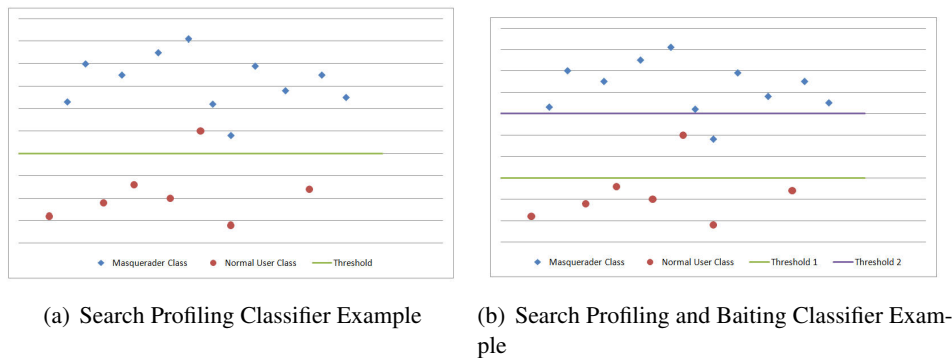 Masquerader Class Normal User Class Threshold
Masquerader Class Normal User Class Threshold 1 Threshold 2
(a) Search Profiling Classifier Example
(b) Search Profiling and Baiting Classifier Exam-
ple